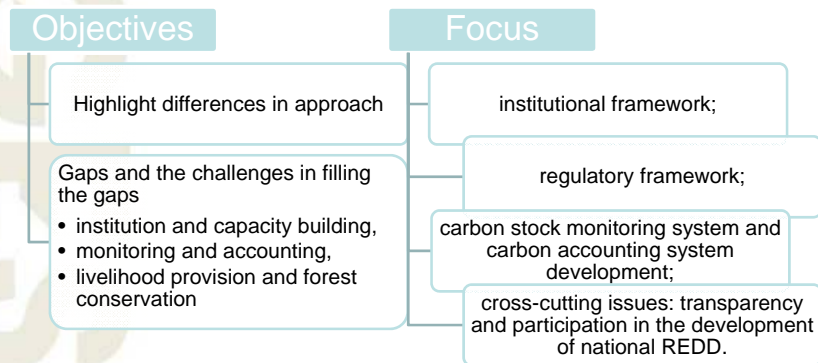 Objectives
Highlight differences in approach
Gaps and the challenges in filling
the gaps
• institution and capacity building,
• monitoring and accounting,
• livelihood provision and forest
conservation
Focus
institutional framework;
regulatory framework;
carbon stock monitoring system and
carbon accounting system
development;
cross-cutting issues: transparency
and participation in the development
of national REDD.